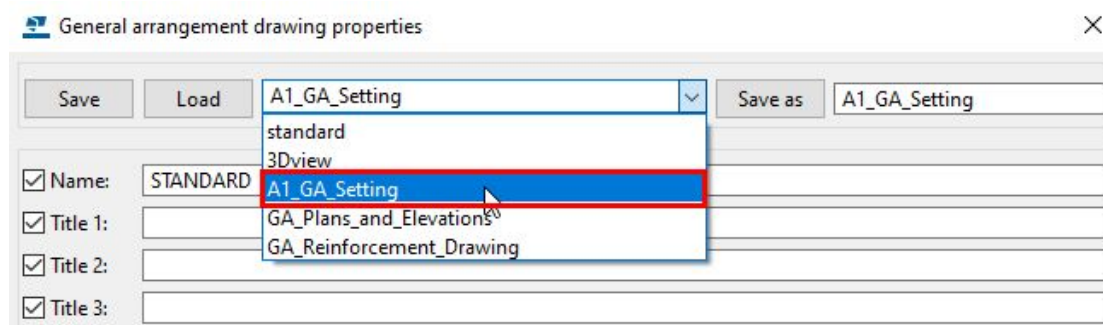 General arrangement drawing properties
Save Load A1_GA_Setting Save as A1_GA_Setting
standard
3Dview
Name: STANDARD
A1_GA_Setting
Title 1:
GA_Plans_and_Elevations
GA_Reinforcement_Drawing
Title 2:
Title 3: